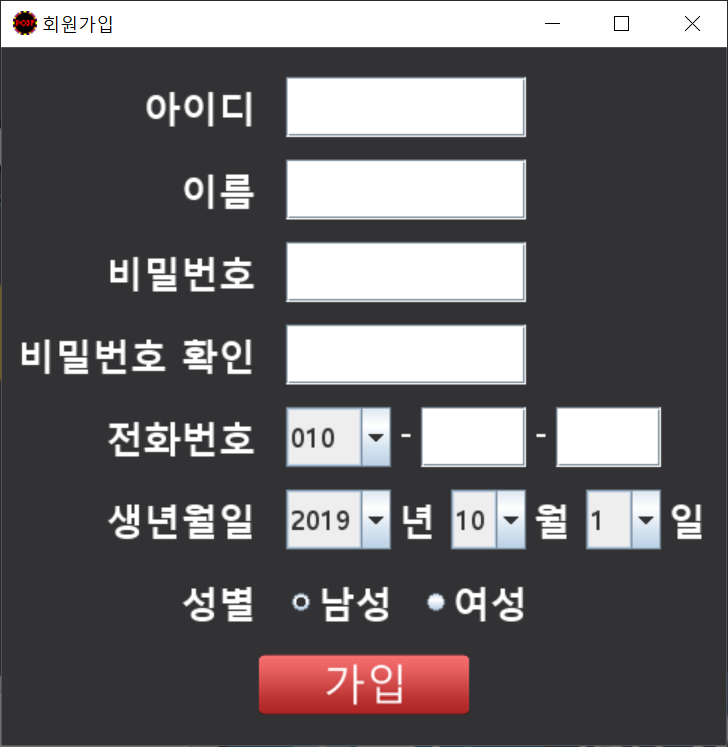 회원가입
아이디
이름
비밀번호
비밀번호 확인
전화번호 010 - -
생년월일 2019 년 10 월 1 일
성별 남성 여성
가입